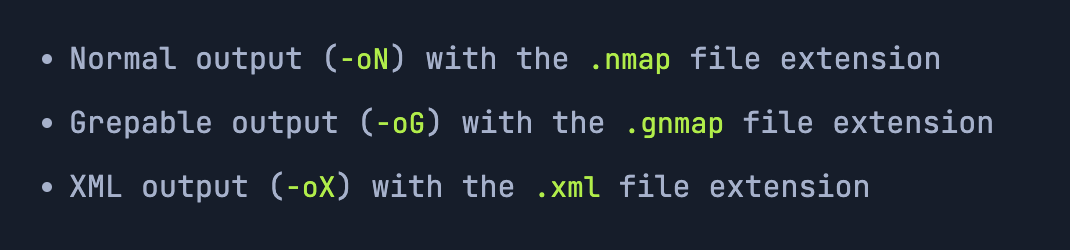 • Normal output (-oN) with the .nmap file extension
• Grepable output (-oG) with the .gnmap file extension
• XML output (-oX) with the .xml file extension